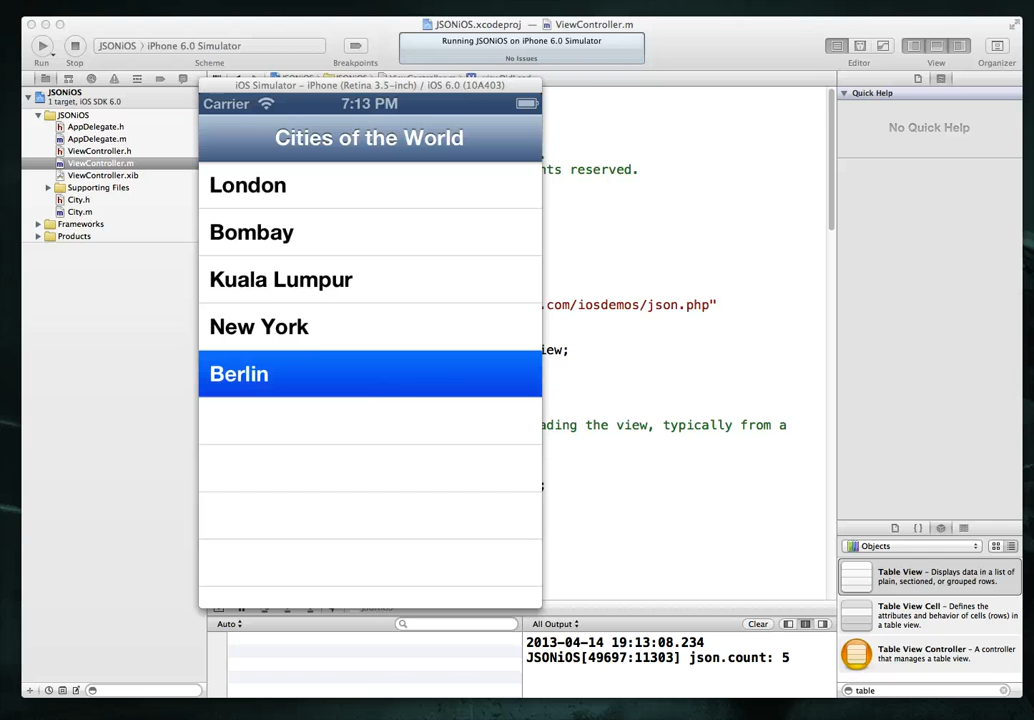 JSONiOS.xcodeproj — ViewController.m
JSONiOS 〉 iPhone 6.0 Simulator
Running JSONiOS on iPhone 6.0 Simulator
No Issues
Run
Stop
Scheme
Breakpoints
Editor
View
Organizer
JSONiOS
1 target, iOS SDK 6.0
JSONiOS
AppDelegate.h
AppDelegate.m
ViewController.h
ViewController.m
ViewController.xib
Supporting Files
City.h
City.m
Frameworks
Products
iOS Simulator – iPhone (Retina 3.5-inch) / iOS 6.0 (10A403)
Carrier
7:13 PM
Cities of the World
London
Bombay
Kuala Lumpur
New York
Berlin
nts reserved.
.com/iosdemos/json.php"
iew;
ading the view, typically from a
;
Quick Help
No Quick Help
Objects
Table View – Displays data in a list of
plain, sectioned, or grouped rows.
Table View Cell – Defines the
attributes and behavior of cells (rows) in
a table view.
Table View Controller – A controller
that manages a table view.
table
Auto
All Output
Clear
2013-04-14 19:13:08.234
JSONiOS[49697:11303] json.count: 5